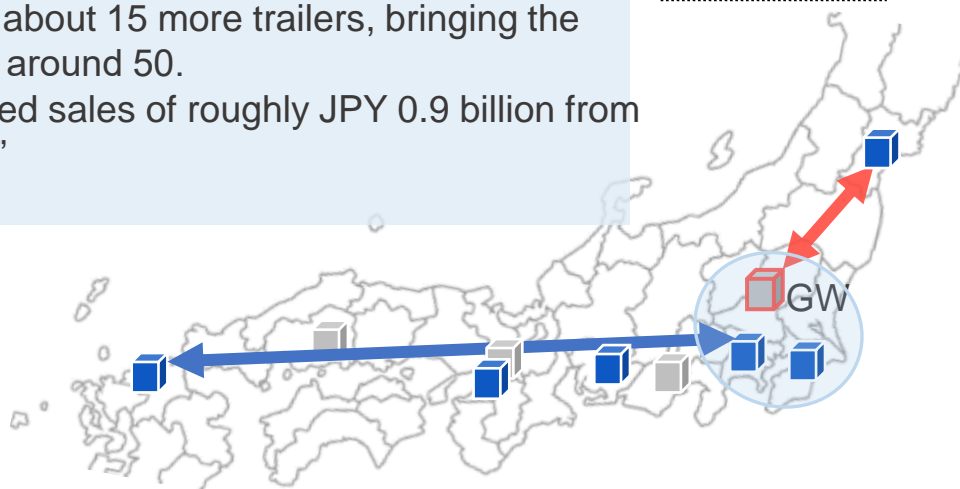 about 15 more trailers, bringing the
around 50.
ed sales of roughly JPY 0.9 billion from
”
GW